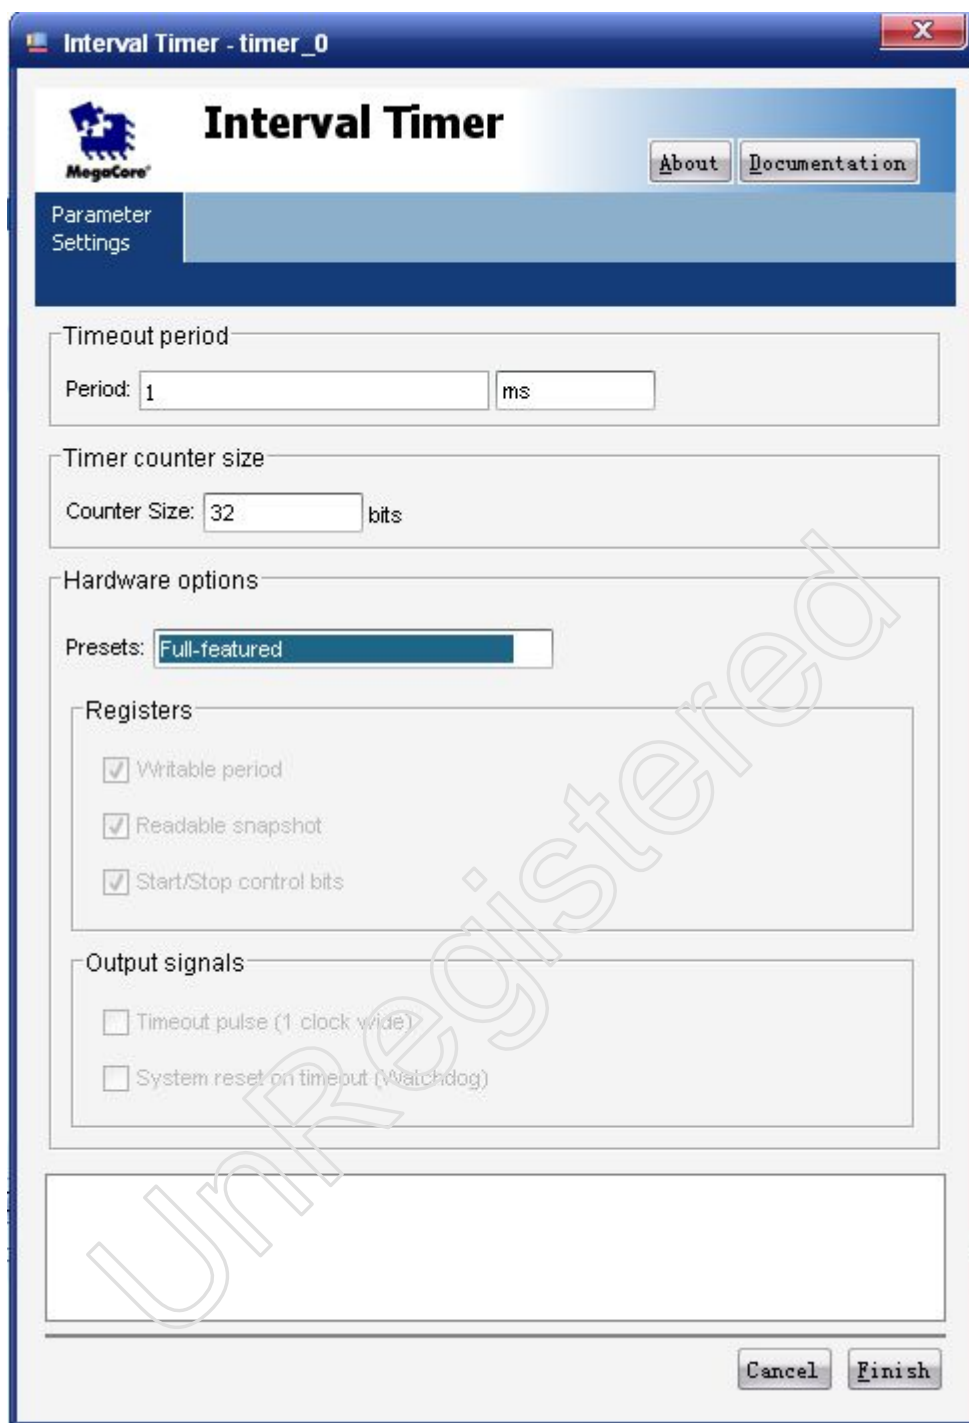 Interval Timer - timer_0
Interval Timer
MegaCore®
About
Documentation
Parameter
Settings
Timeout period
Period: 1 ms
Timer counter size
Counter Size: 32 bits
Hardware options
Presets: Full-featured
Registers
Writable period
Readable snapshot
Start/Stop control bits
Output signals
Timeout pulse (1 clock wide)
System reset on timeout (Watchdog)
UnRegistered
Cancel
Finish